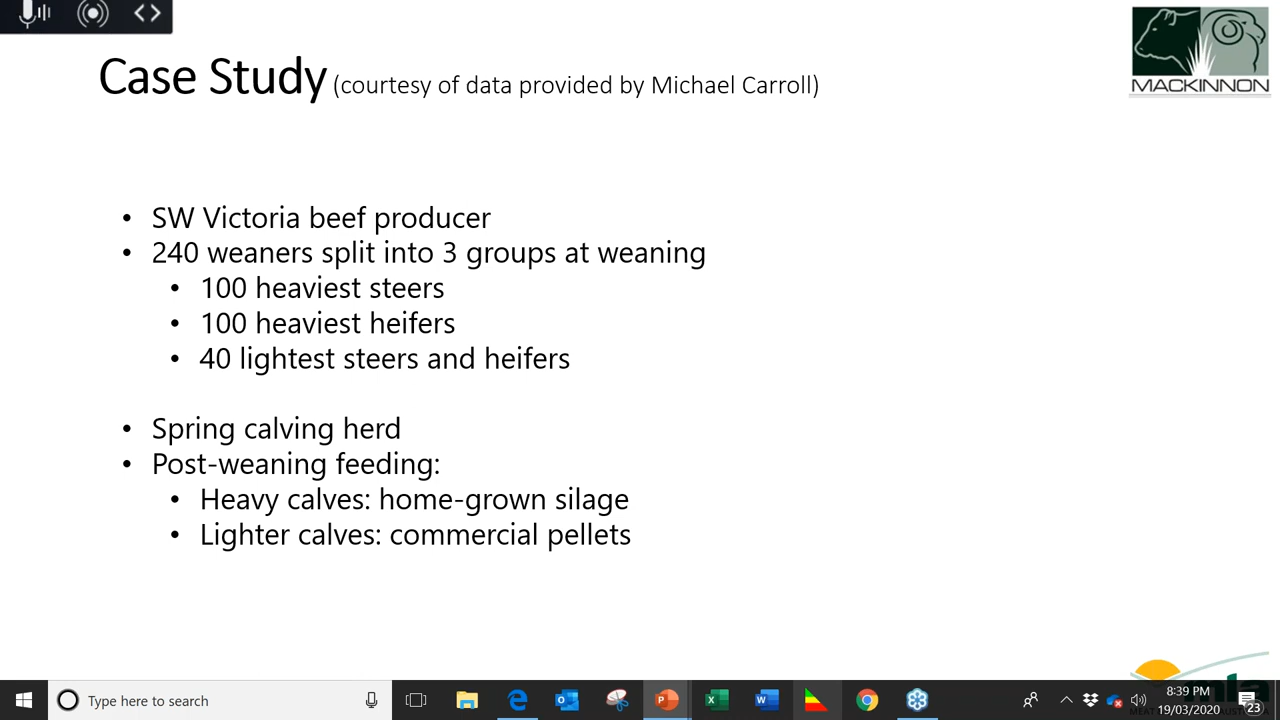 Case Study (courtesy of data provided by Michael Carroll)
MACKINNON
• SW Victoria beef producer
• 240 weaners split into 3 groups at weaning
• 100 heaviest steers
• 100 heaviest heifers
• 40 lightest steers and heifers
• Spring calving herd
• Post-weaning feeding:
• Heavy calves: home-grown silage
• Lighter calves: commercial pellets
Type here to search
8:39 PM
19/03/2020
23